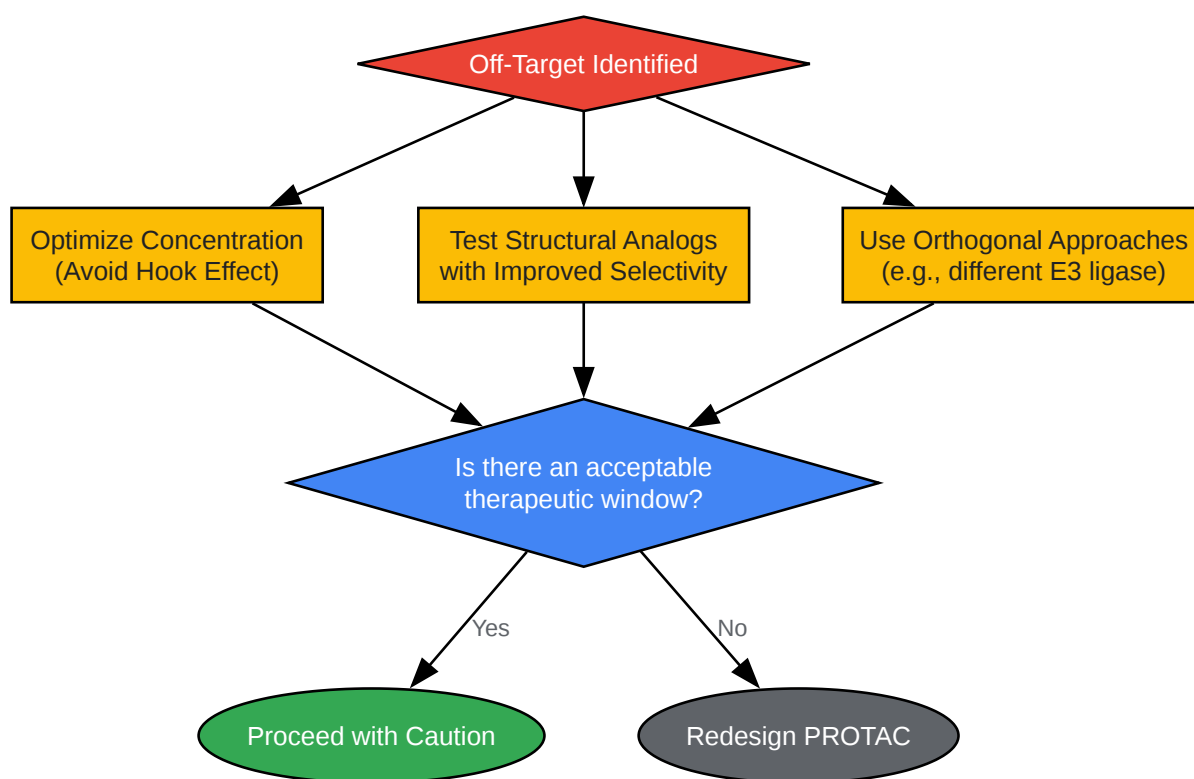 Off-Target Identified
Optimize Concentration
(Avoid Hook Effect)
Test Structural Analogs
with Improved Selectivity
Use Orthogonal Approaches
(e.g., different E3 ligase)
Is there an acceptable
therapeutic window?
Yes
No
Proceed with Caution
Redesign PROTAC